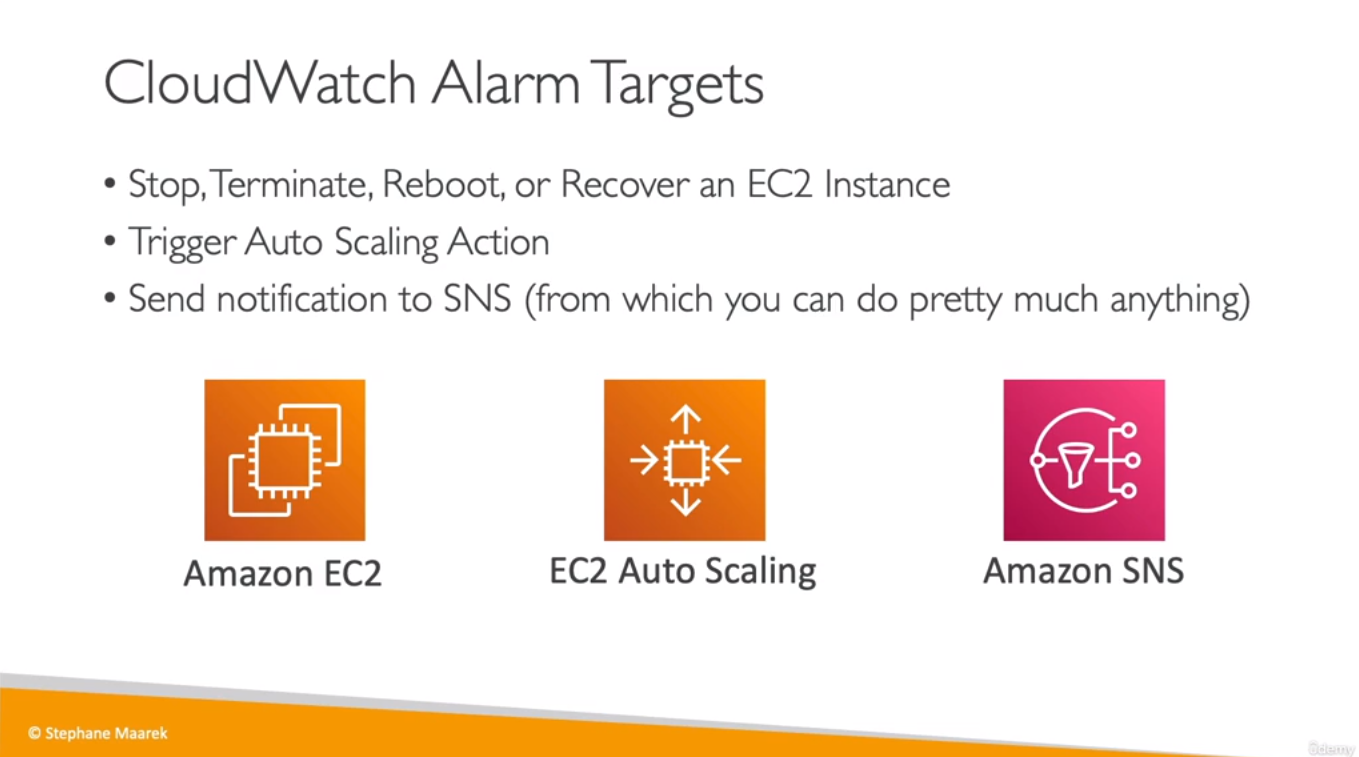 CloudWatch Alarm Targets
• Stop, Terminate, Reboot, or Recover an EC2 Instance
• Trigger Auto Scaling Action
• Send notification to SNS (from which you can do pretty much anything)
Amazon EC2
EC2 Auto Scaling
Amazon SNS
© Stephane Maarek
ûdemy